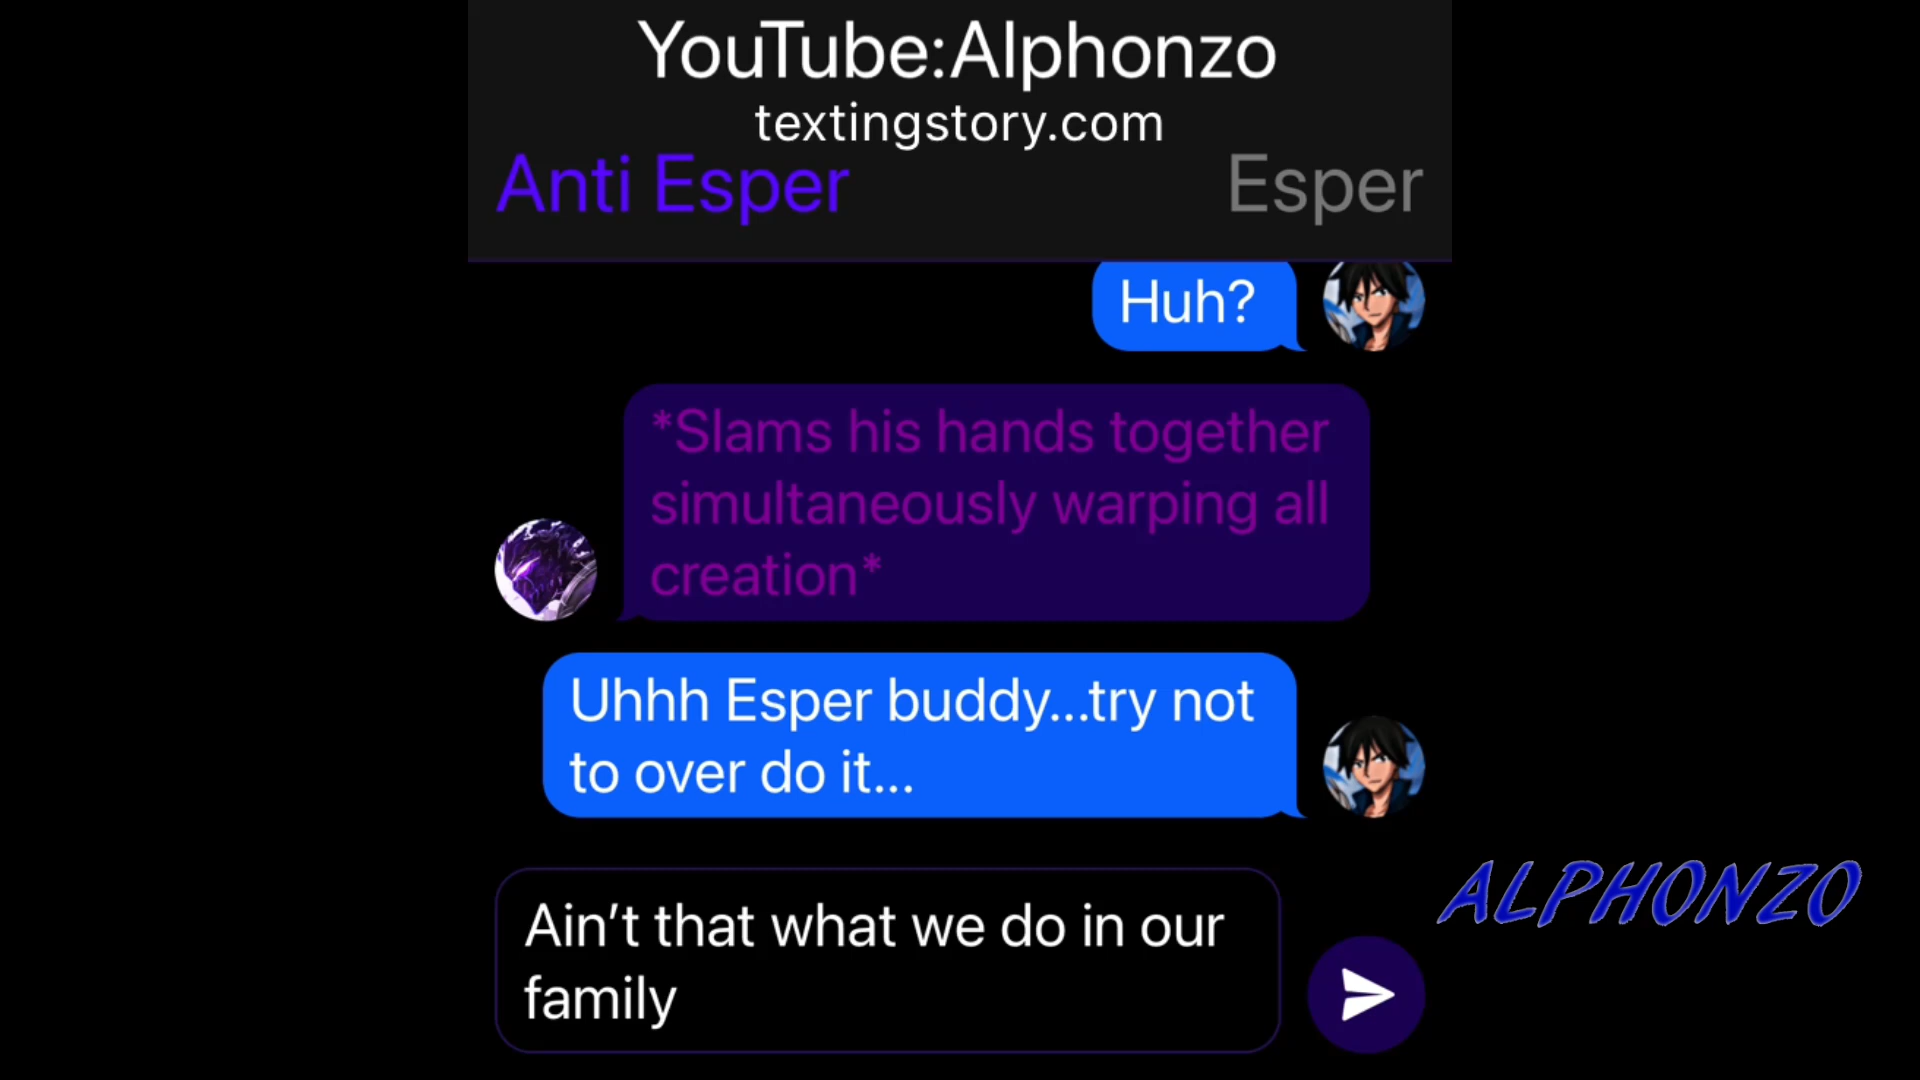 YouTube:Alphonzo
textingstory.com
Anti Esper
Esper
Huh?
*Slams his hands together
simultaneously warping all
creation*
Uhhh Esper buddy...try not
to over do it...
Ain’t that what we do in our
family
ALPHONZO